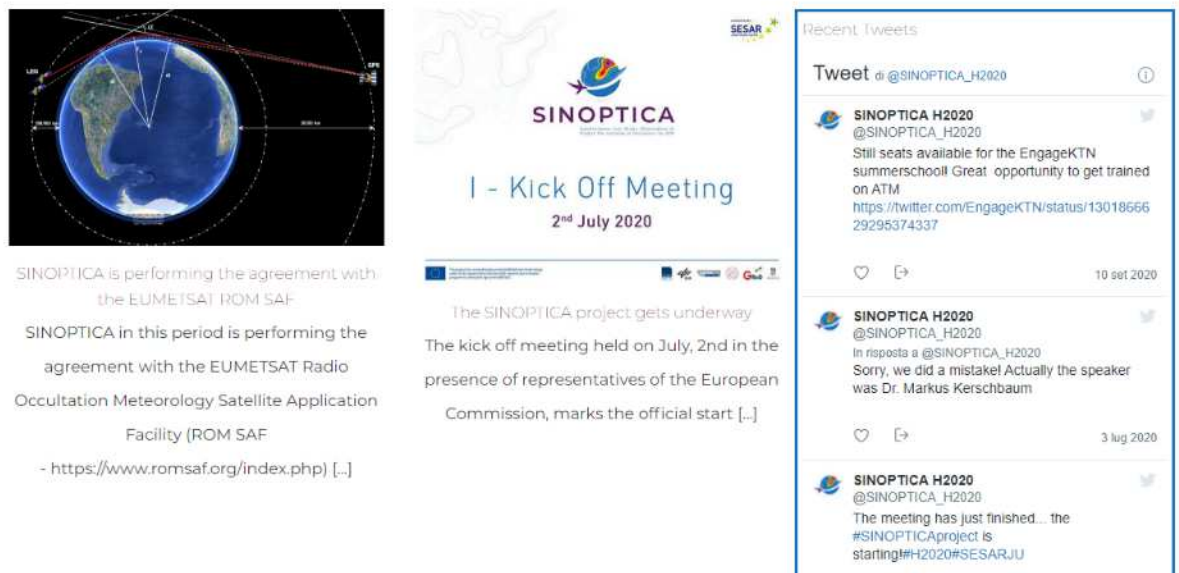 LEO
GPS
SINOPTICA is performing the agreement with
the EUMETSAT ROM SAF
SINOPTICA in this period is performing the
agreement with the EUMETSAT Radio
Occultation Meteorology Satellite Application
Facility (ROM SAF
- https://www.romsaf.org/index.php) [...]
SESAR
SINOPTICA
I - Kick Off Meeting
2nd July 2020
The SINOPTICA project gets underway
The kick off meeting held on July, 2nd in the
presence of representatives of the European
Commission, marks the official start [...]
Recent Tweets
Tweet di @SINOPTICA_H2020
SINOPTICA H2020
@SINOPTICA_H2020
Still seats available for the EngageKTN
summerschool! Great opportunity to get trained
on ATM
https://twitter.com/EngageKTN/status/13018666
29295374337
10 set 2020
SINOPTICA H2020
@SINOPTICA_H2020
In risposta a @SINOPTICA_H2020
Sorry, we did a mistake! Actually the speaker
was Dr. Markus Kerschbaum
3 lug 2020
SINOPTICA H2020
@SINOPTICA_H2020
The meeting has just finished... the
#SINOPTICAproject is
starting!#H2020#SESARJU